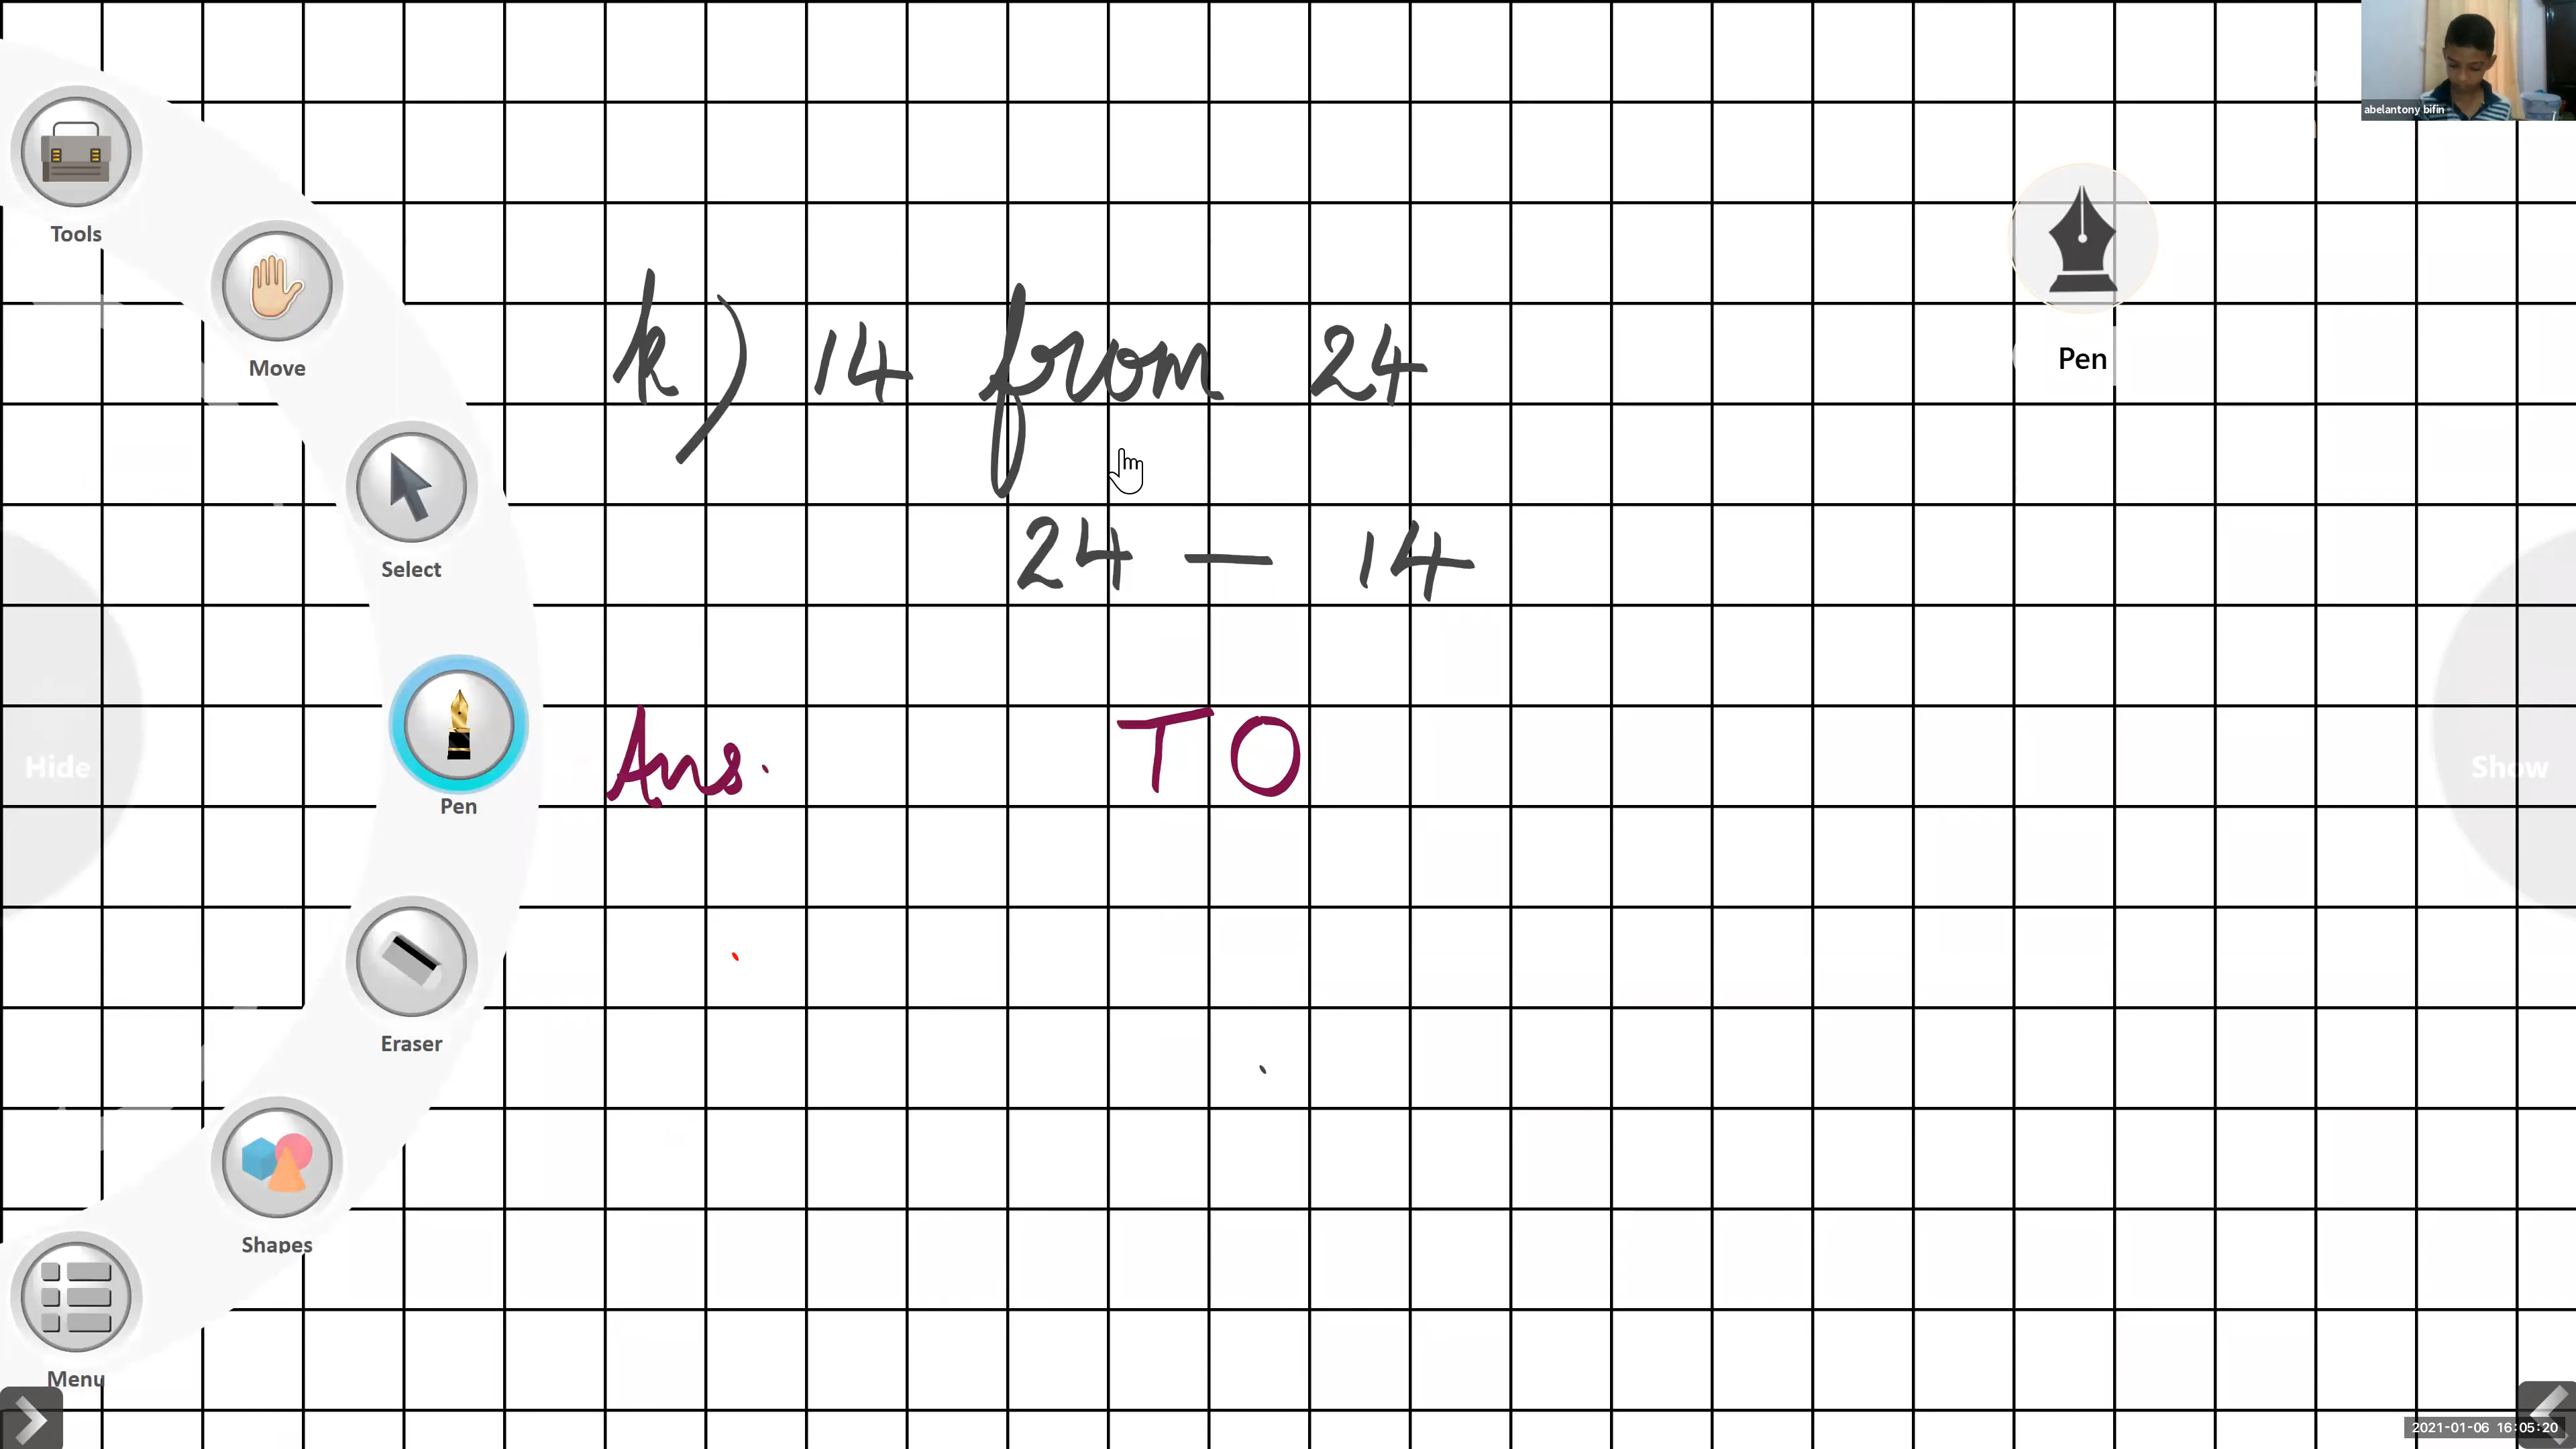 abelantony bifin
Tools
Move
k) 14 from 24
Pen
Select
24 — 14
Ans. TO
Hide
Show
Pen
Eraser
Shapes
Menu
2021-01-06 16:05:20